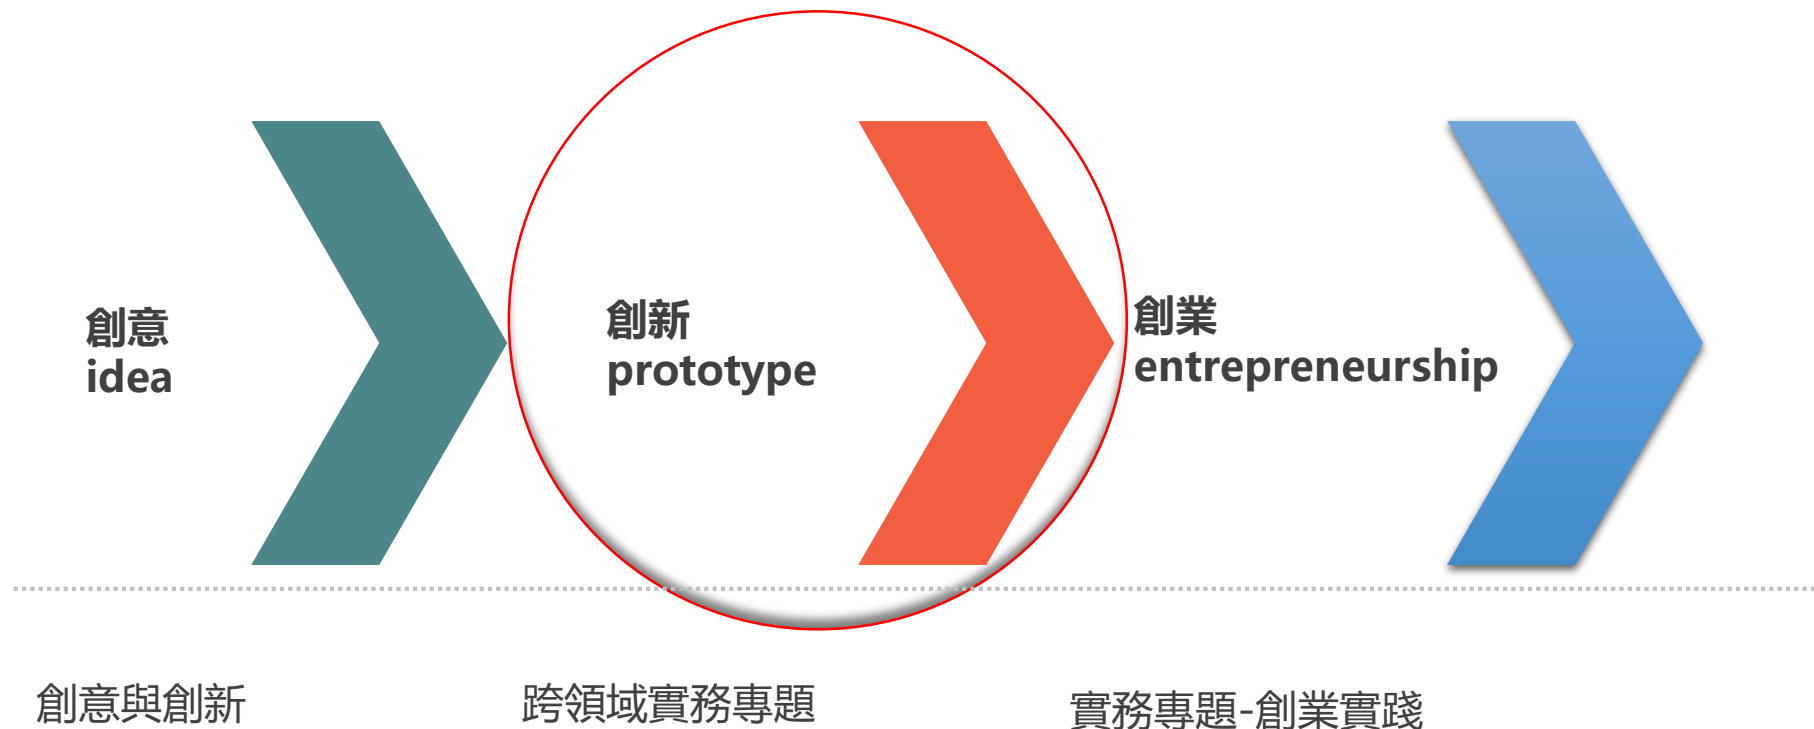 創意
idea
創新
prototype
創業
entrepreneurship
創意與創新
跨領域實務專題
實務專題-創業實踐